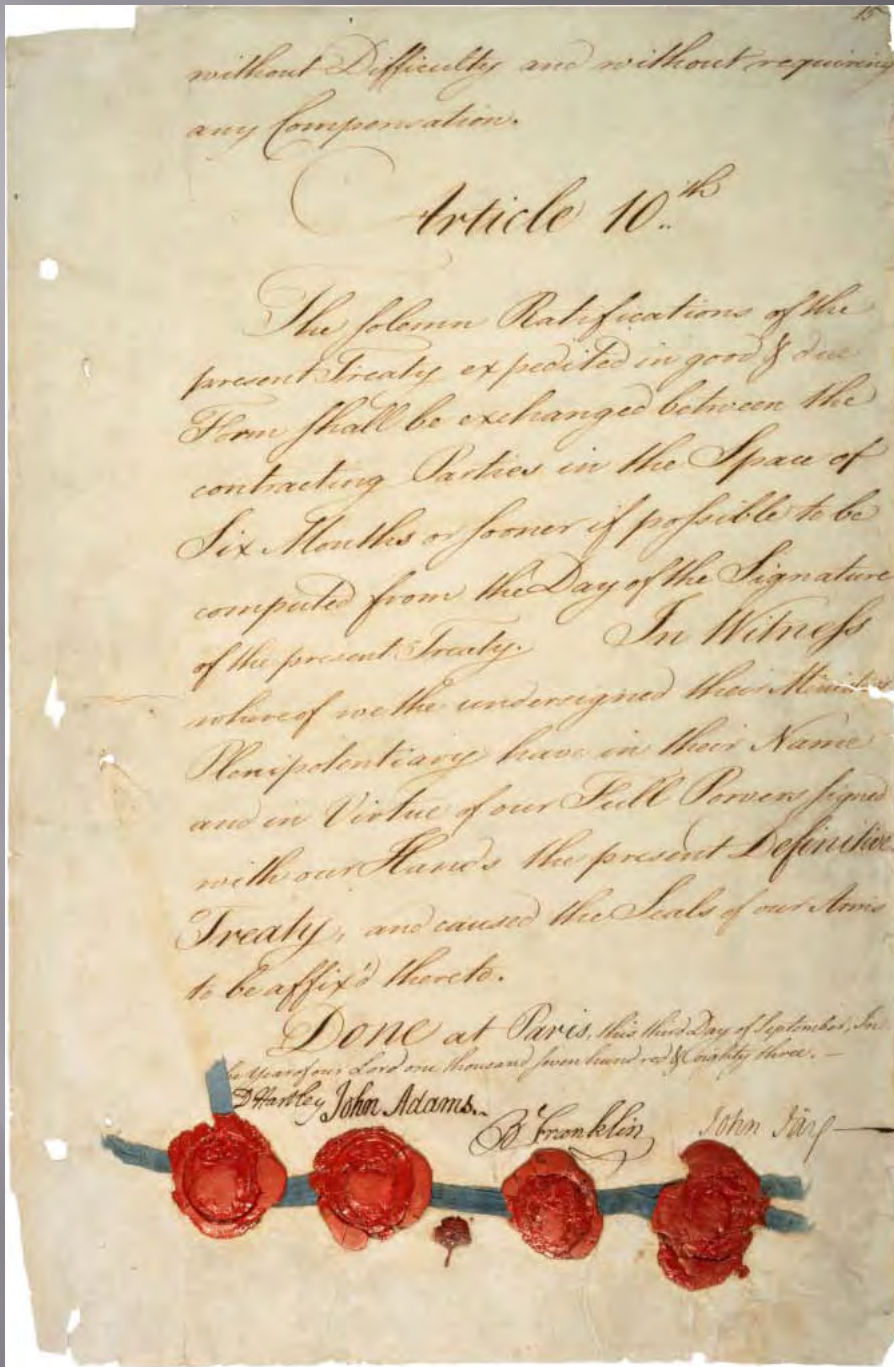 15
without Difficulty and without requiring
any Compensation.
Article 10.th
The solemn Ratifications of the
present Treaty expedited in good & due
Form shall be exchanged between the
contracting Parties in the Space of
Six Months or sooner if possible to be
computed from the Day of the Signature
of the present Treaty. In Witness
whereof we the undersigned their Ministers
Plenipotentiary have in their Name
and in Virtue of our Full Powers signed
with our Hands the present Definitive
Treaty, and caused the Seals of our Arms
to be affix'd thereto.
DONE at Paris, this third Day of September, In
the Year of our Lord one thousand seven hundred & eighty three. —
D Hartley John Adams.
B Franklin John Jay —